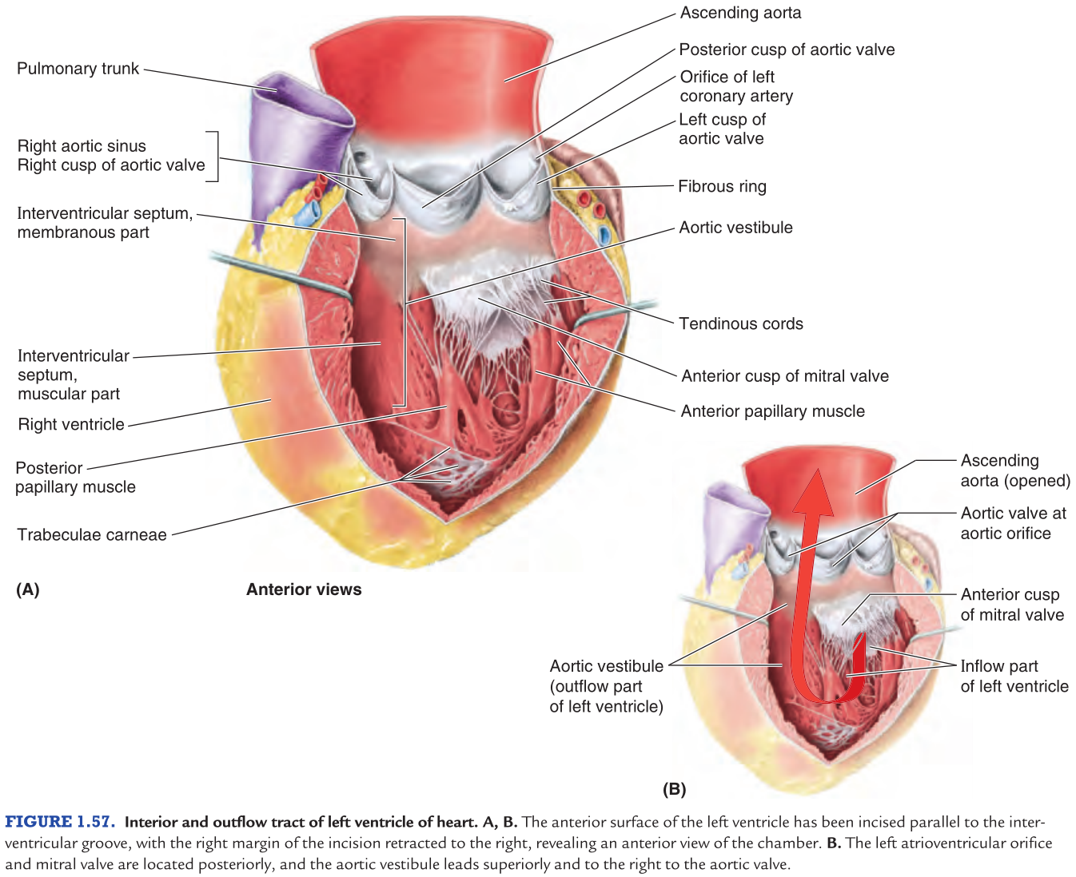 Pulmonary trunk
Right aortic sinus
Right cusp of aortic valve
Interventricular septum,
membranous part
Interventricular
septum,
muscular part
Right ventricle
Posterior
papillary muscle
Trabeculae carneae
Ascending aorta
Posterior cusp of aortic valve
Orifice of left
coronary artery
Left cusp of
aortic valve
Fibrous ring
Aortic vestibule
Tendinous cords
Anterior cusp of mitral valve
Anterior papillary muscle
(A)
Anterior views
Ascending
aorta (opened)
Aortic valve at
aortic orifice
Anterior cusp
of mitral valve
Inflow part
of left ventricle
Aortic vestibule
(outflow part
of left ventricle)
(B)
FIGURE 1.57. Interior and outflow tract of left ventricle of heart. A, B. The anterior surface of the left ventricle has been incised parallel to the inter-
ventricular groove, with the right margin of the incision retracted to the right, revealing an anterior view of the chamber. B. The left atrioventricular orifice
and mitral valve are located posteriorly, and the aortic vestibule leads superiorly and to the right to the aortic valve.